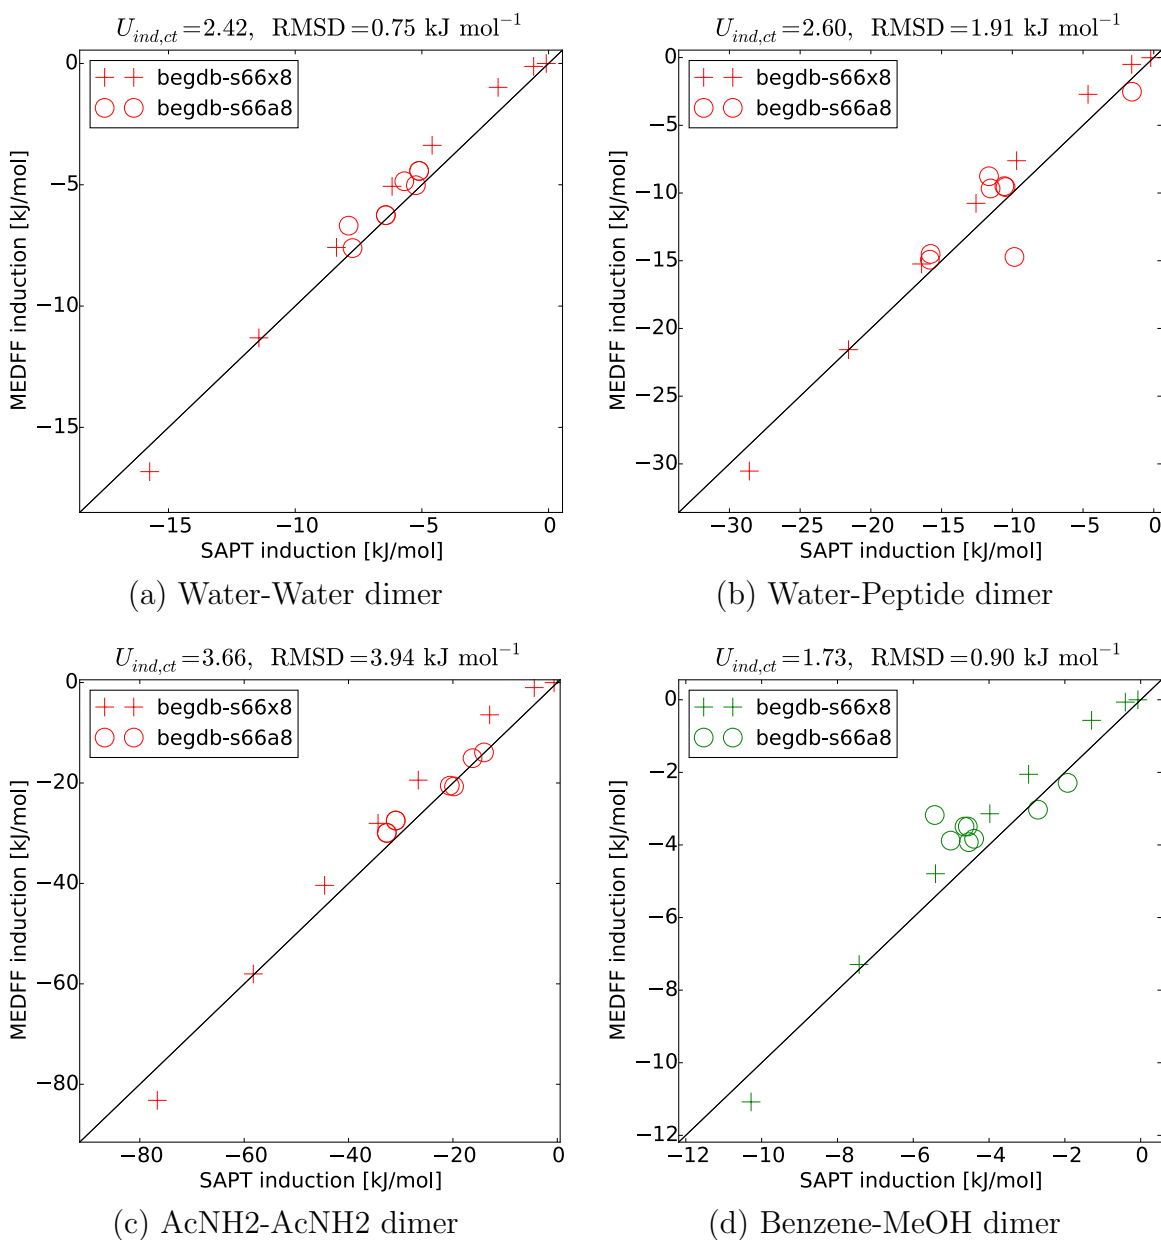 U_{ind,ct}=2.42, RMSD=0.75 kJ mol^{-1}
begdb-s66x8
begdb-s66a8
0
−5
−10
−15
MEDFF induction [kJ/mol]
−15 −10 −5 0
SAPT induction [kJ/mol]
(a) Water-Water dimer
U_{ind,ct}=2.60, RMSD=1.91 kJ mol^{-1}
begdb-s66x8
begdb-s66a8
0
−5
−10
−15
−20
−25
−30
MEDFF induction [kJ/mol]
−30 −25 −20 −15 −10 −5 0
SAPT induction [kJ/mol]
(b) Water-Peptide dimer
U_{ind,ct}=3.66, RMSD=3.94 kJ mol^{-1}
begdb-s66x8
begdb-s66a8
0
−20
−40
−60
−80
MEDFF induction [kJ/mol]
−80 −60 −40 −20 0
SAPT induction [kJ/mol]
(c) AcNH2-AcNH2 dimer
U_{ind,ct}=1.73, RMSD=0.90 kJ mol^{-1}
begdb-s66x8
begdb-s66a8
0
−2
−4
−6
−8
−10
−12
MEDFF induction [kJ/mol]
−12 −10 −8 −6 −4 −2 0
SAPT induction [kJ/mol]
(d) Benzene-MeOH dimer